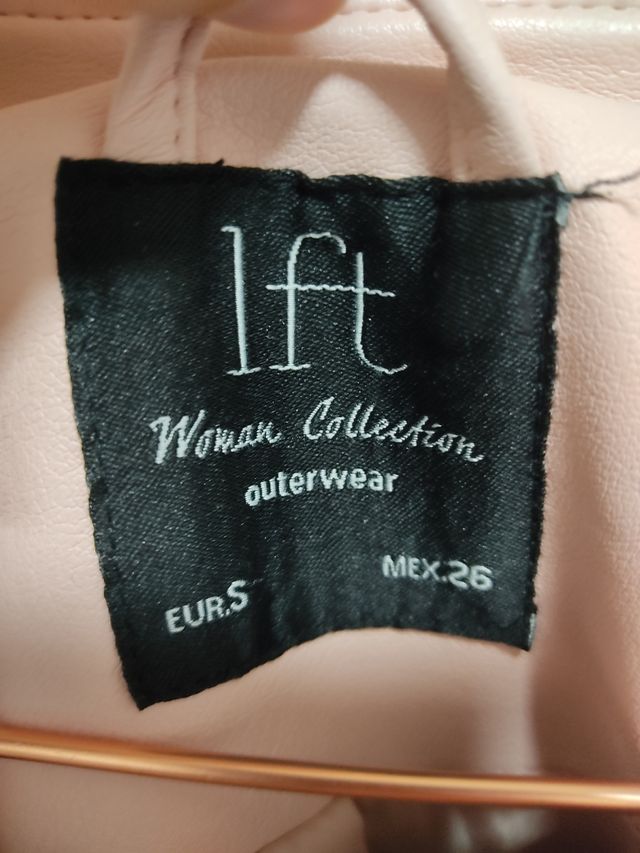 lft
Woman Collection
outerwear
EUR.S MEX.26